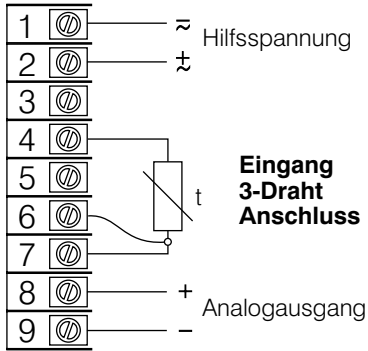 1 ≂ Hilfsspannung
2 ±~
3
4
5 t Eingang
6 3-Draht
7 Anschluss
8 + Analogausgang
9 −